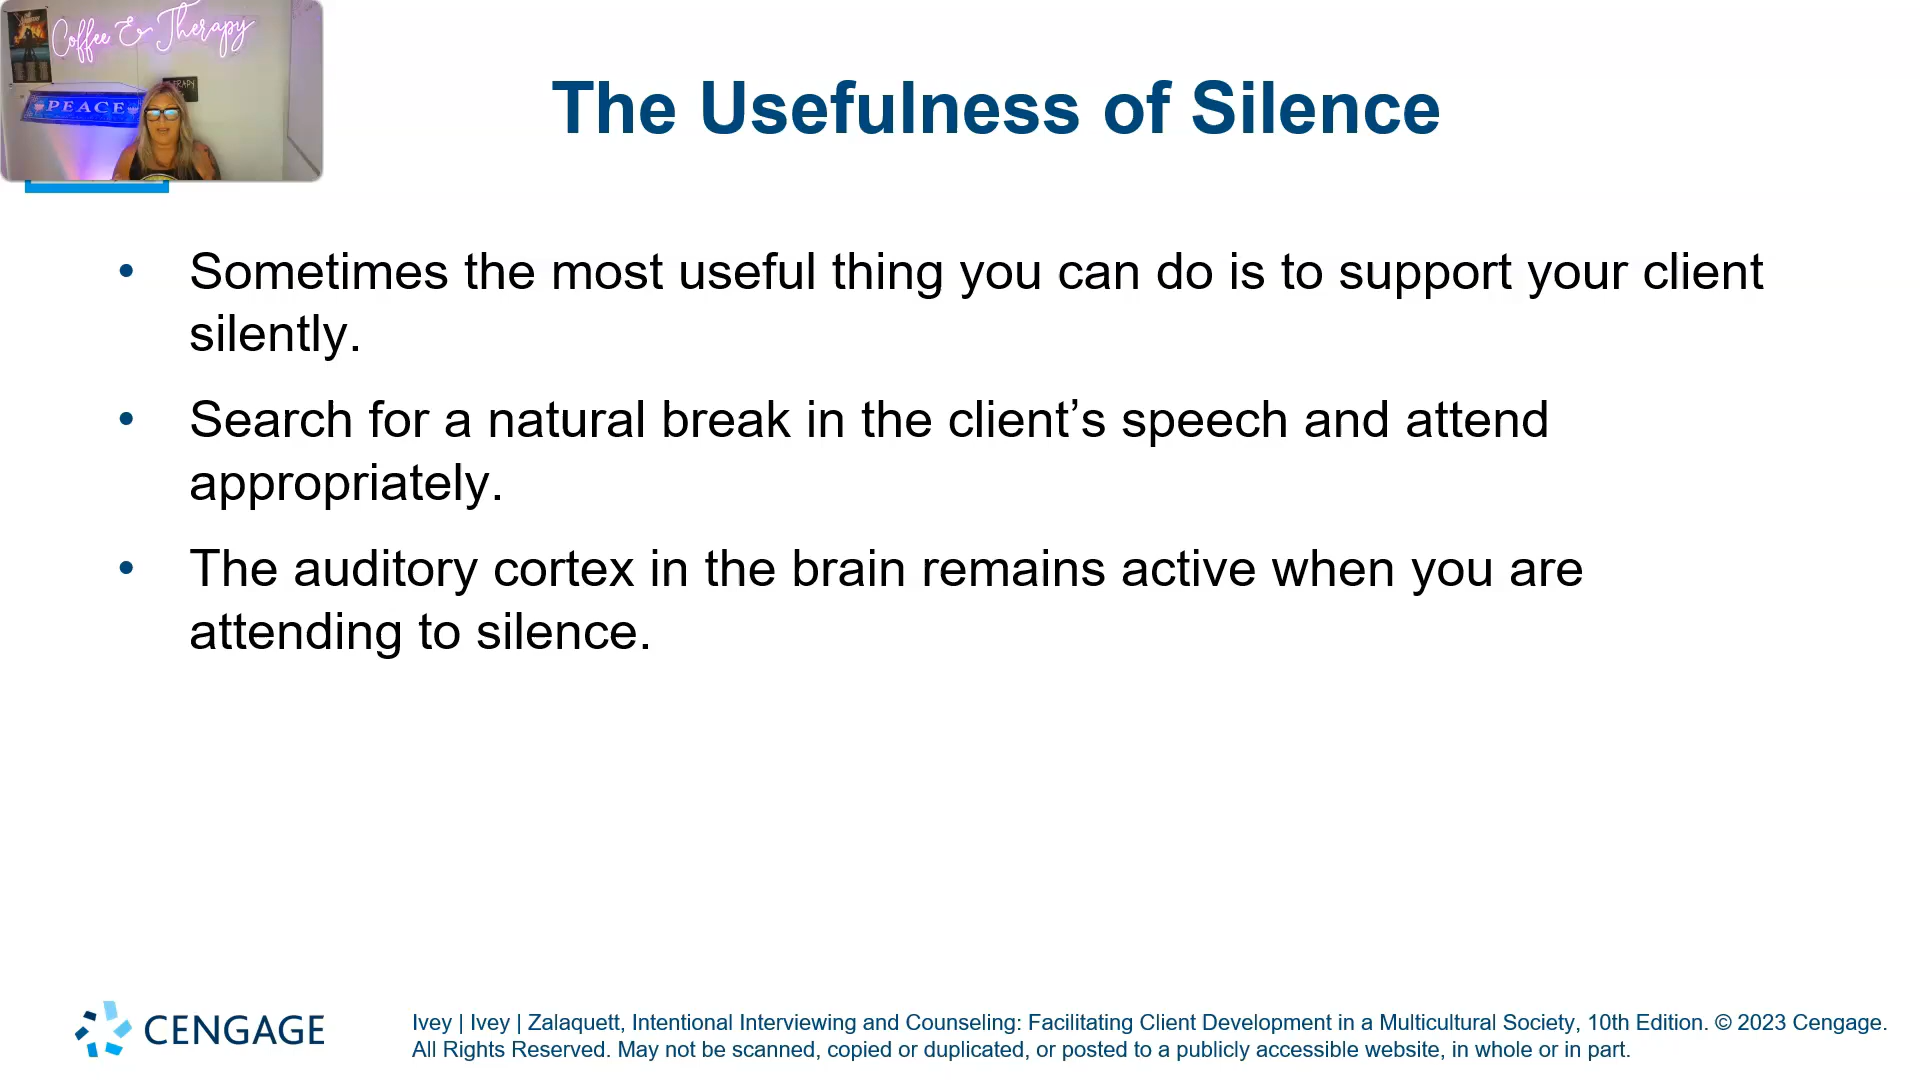 Coffee & Therapy
PEACE
The Usefulness of Silence
• Sometimes the most useful thing you can do is to support your client
silently.
• Search for a natural break in the client’s speech and attend
appropriately.
• The auditory cortex in the brain remains active when you are
attending to silence.
CENGAGE
Ivey | Ivey | Zalaquett, Intentional Interviewing and Counseling: Facilitating Client Development in a Multicultural Society, 10th Edition. © 2023 Cengage.
All Rights Reserved. May not be scanned, copied or duplicated, or posted to a publicly accessible website, in whole or in part.